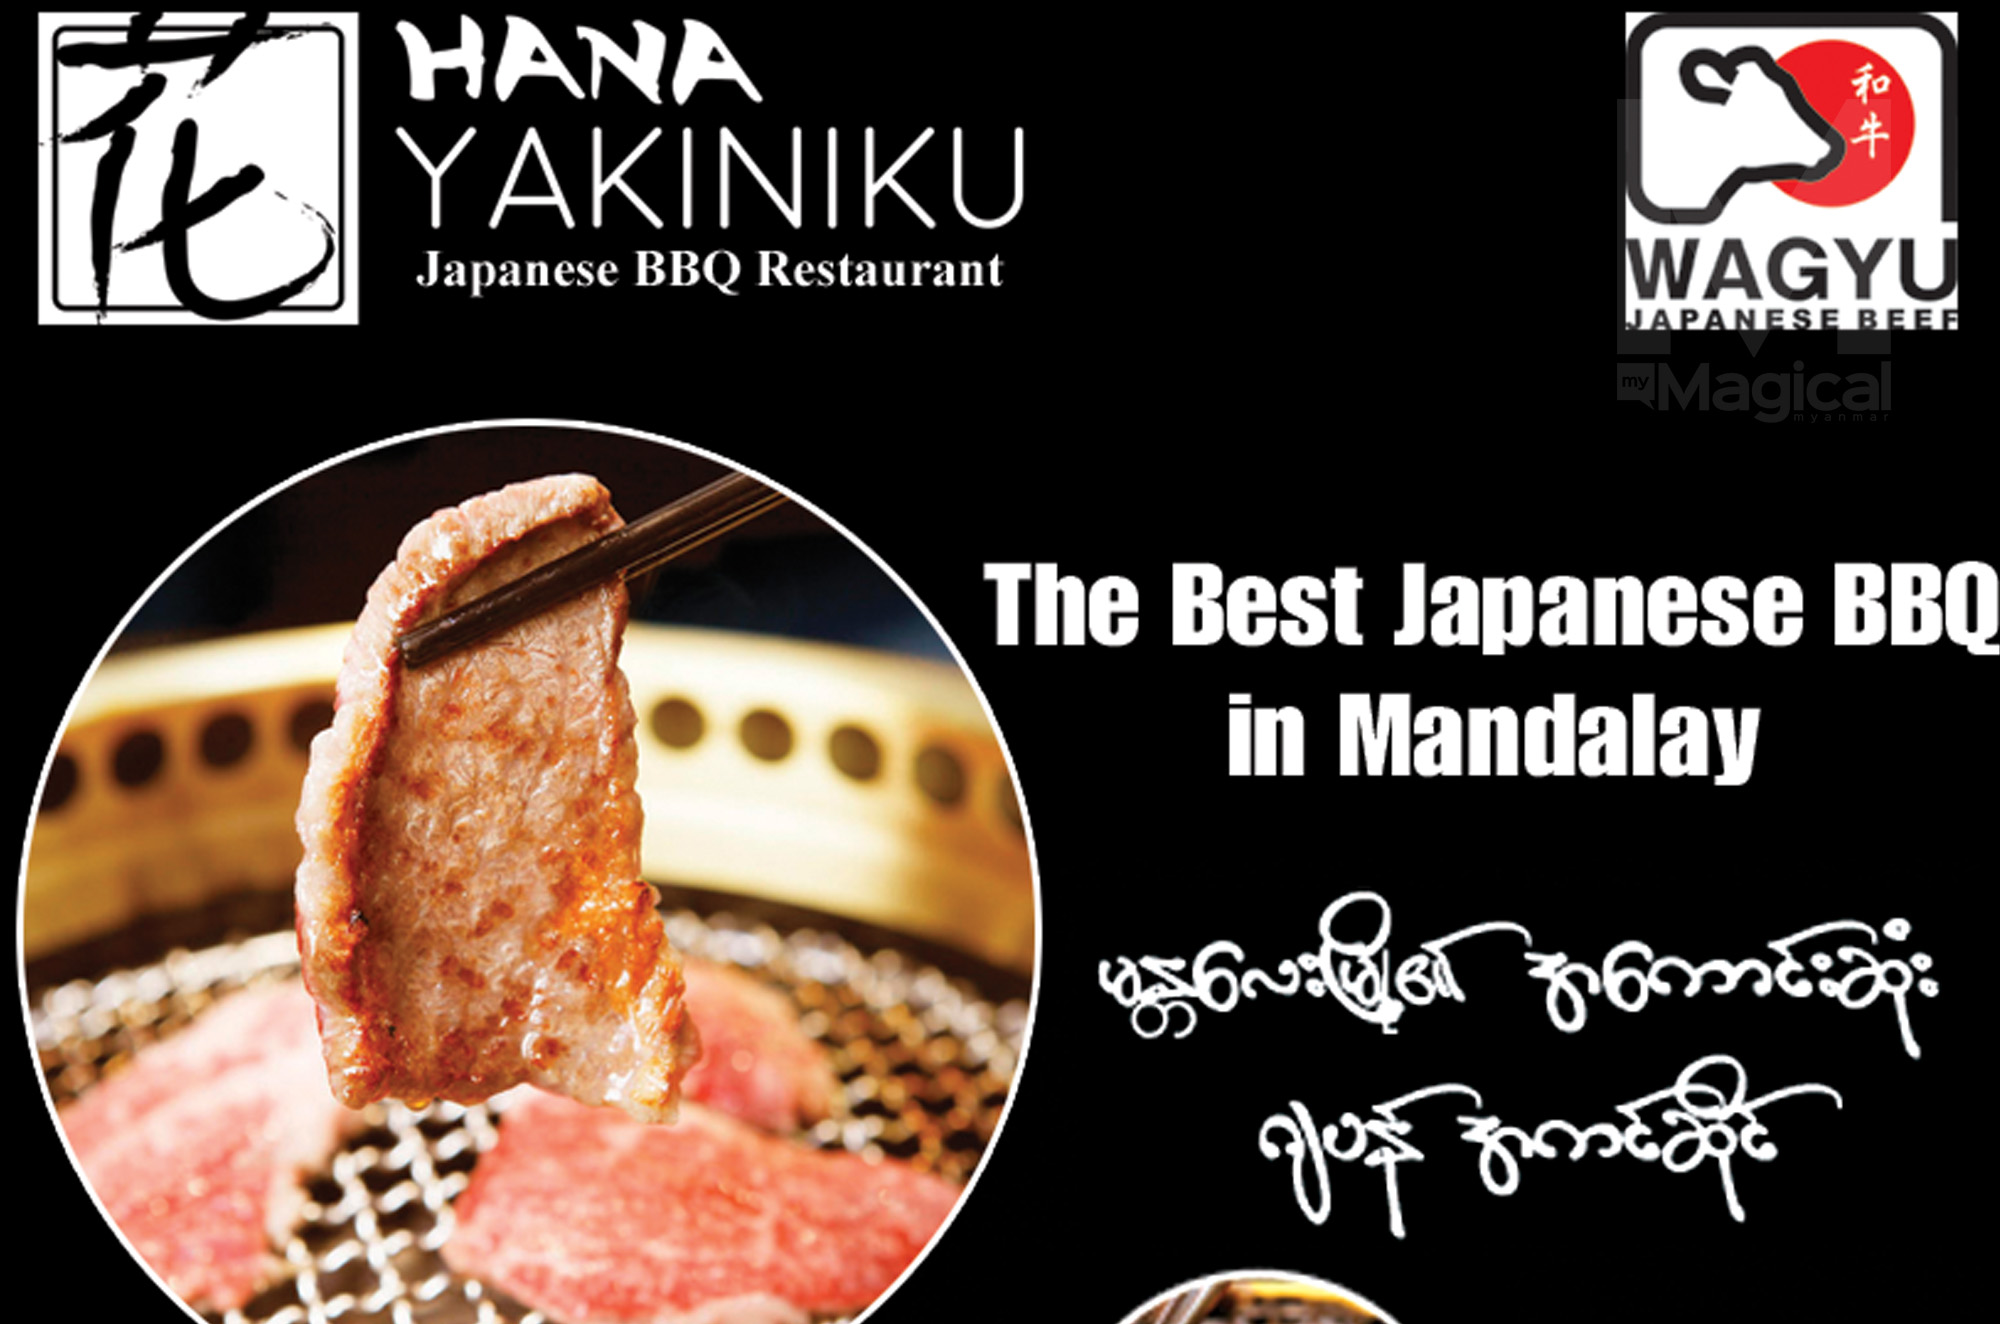 花
HANA
YAKINIKU
Japanese BBQ Restaurant
和牛
WAGYU
JAPANESE BEEF
my Magical
myanmar
The Best Japanese BBQ
in Mandalay
မန္တလေးမြို့၏ အကောင်းဆုံး
ဂျပန် အကင်ဆိုင်